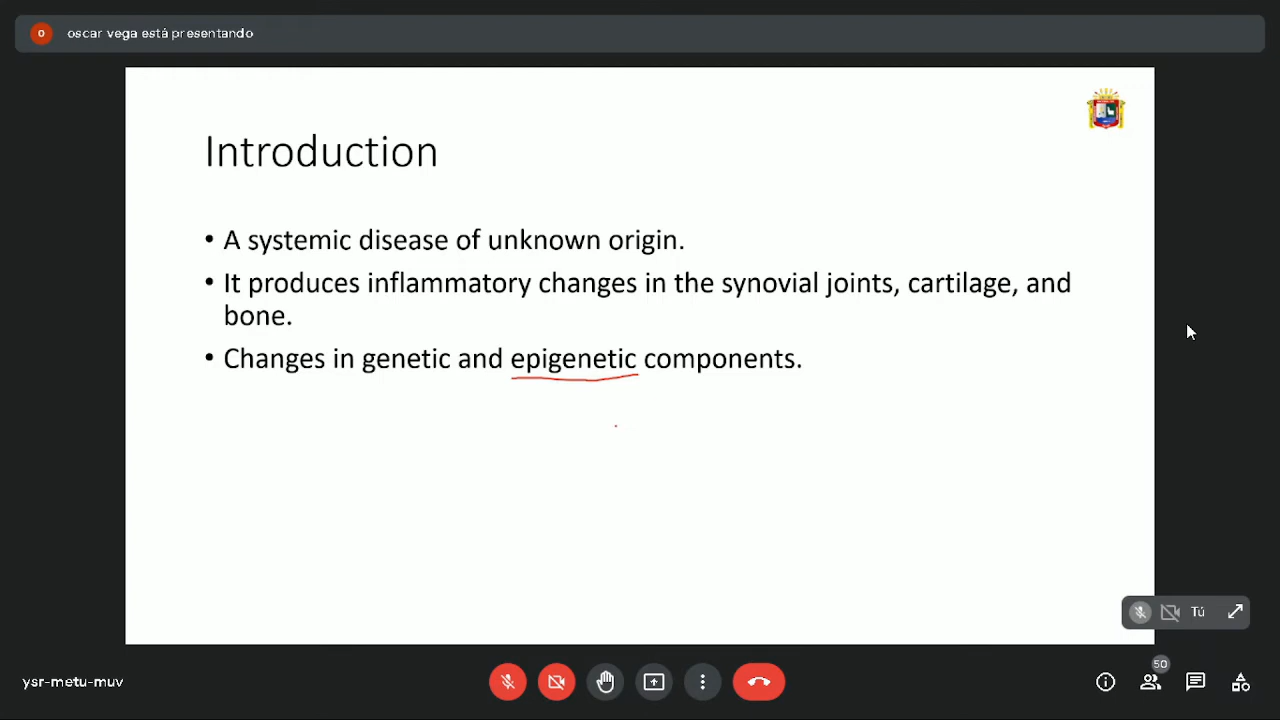 O oscar vega está presentando
Introduction
• A systemic disease of unknown origin.
• It produces inflammatory changes in the synovial joints, cartilage, and
bone.
• Changes in genetic and epigenetic components.
Tú
ysr-metu-muv
50